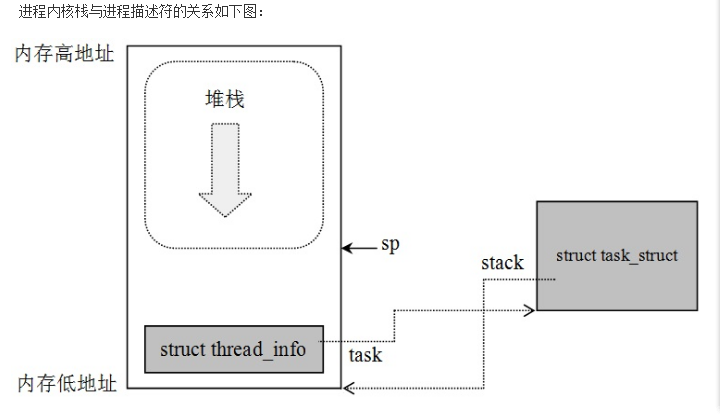 进程内核栈与进程描述符的关系如下图：
内存高地址
堆栈
sp
stack
struct task_struct
struct thread_info
task
内存低地址